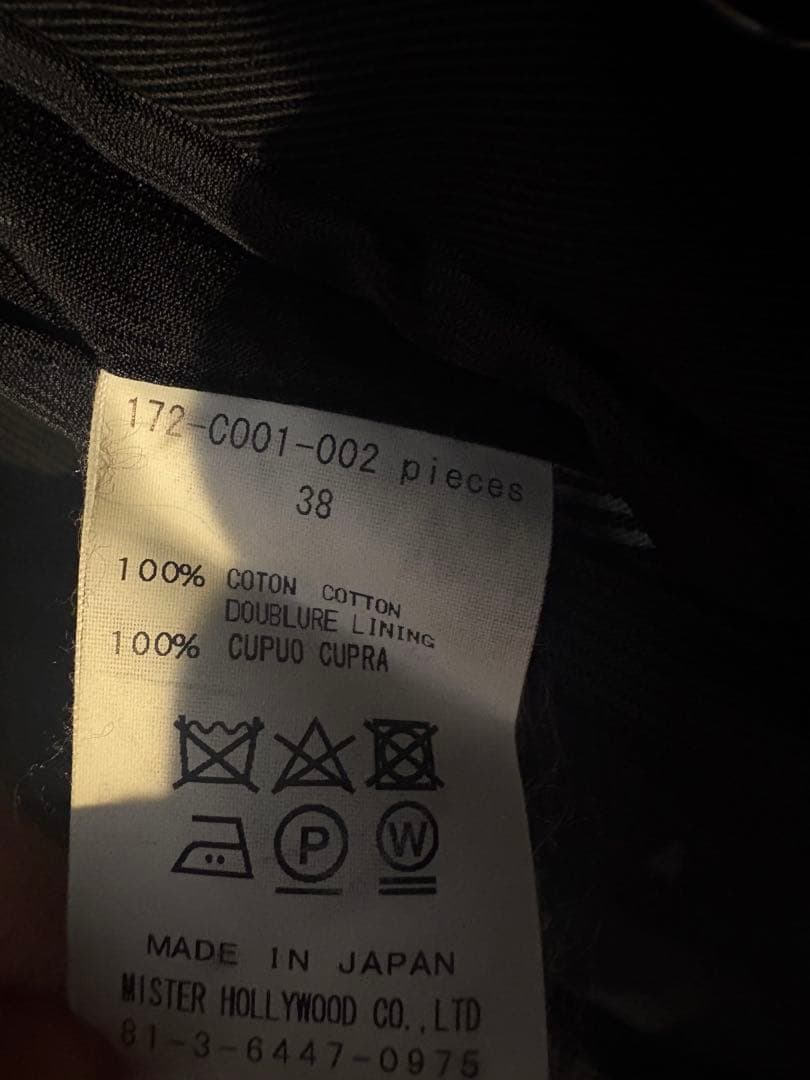 172-C001-002 pieces
38
100% COTON COTTON
DOUBLURE LINING
100% CUPUO CUPRA
P W
MADE IN JAPAN
MISTER HOLLYWOOD CO.,LTD
81-3-6447-0975